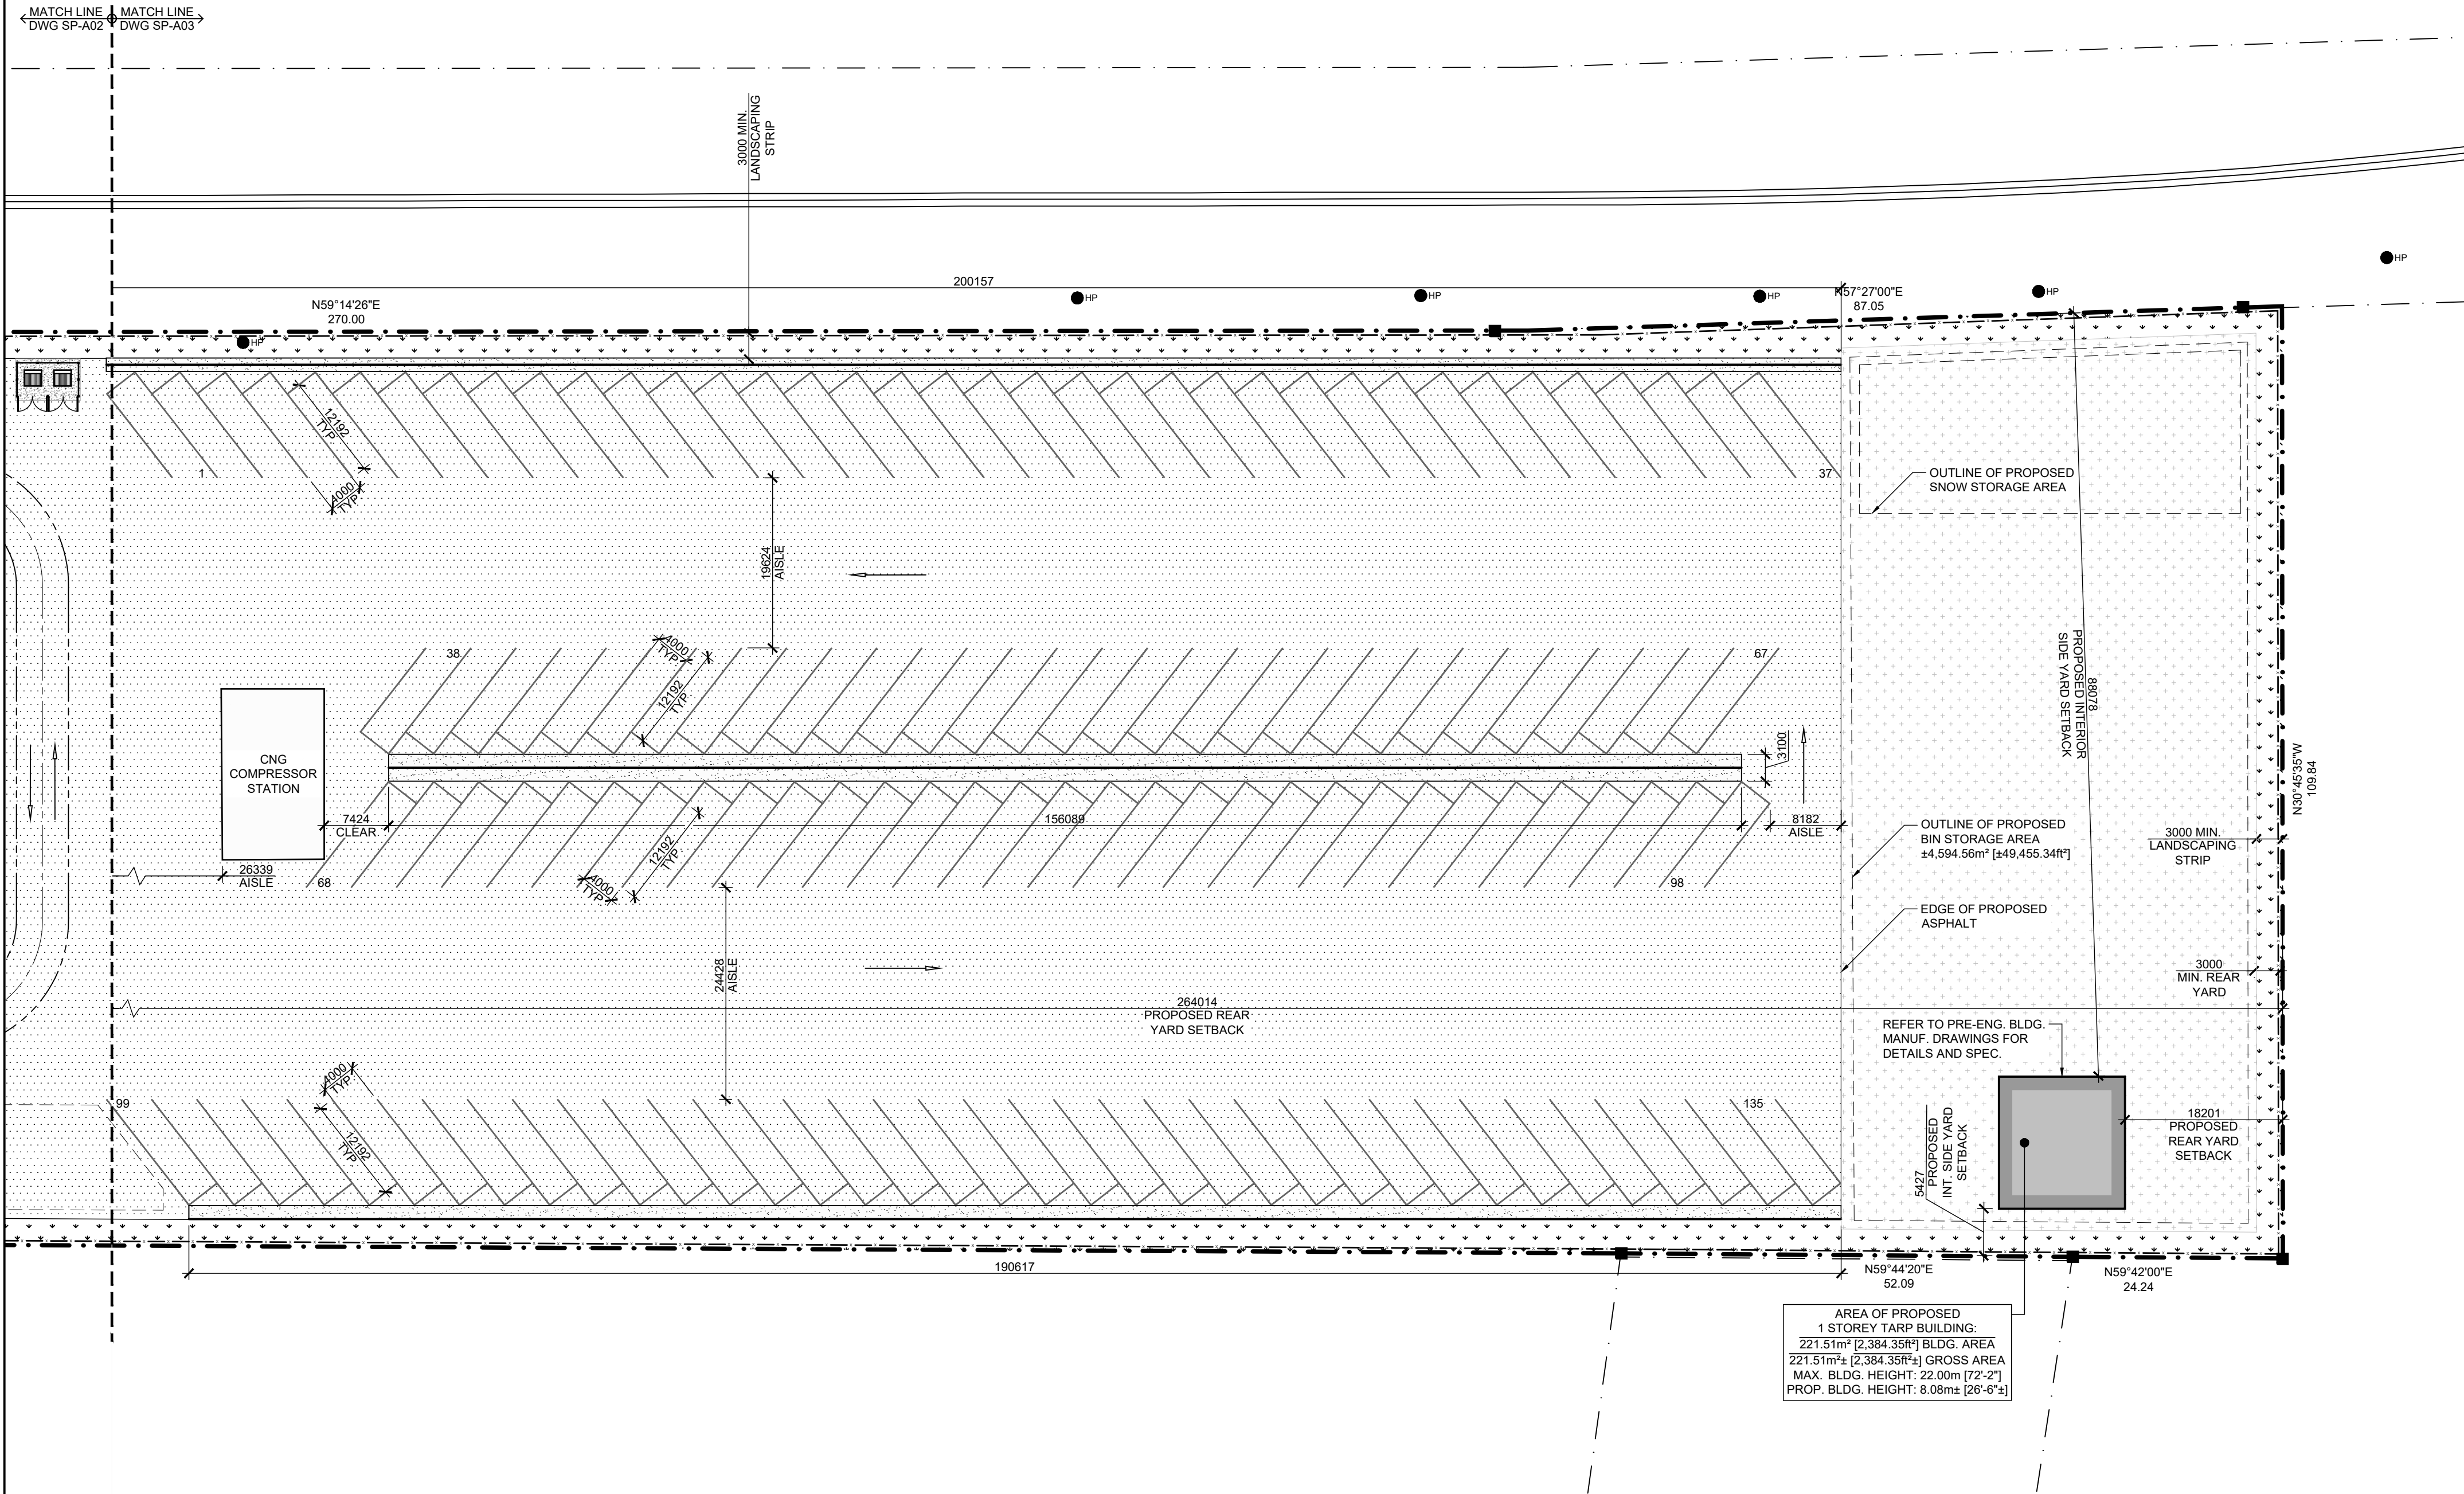 MATCH LINE
DWG SP-A02
MATCH LINE
DWG SP-A03
3000 MIN.
LANDSCAPING
STRIP
200157
N59°14'26"E
270.00
HP
HP
HP
HP
N57°27'00"E
87.05
HP
HP
12192
TYP.
4000
TYP.
1
37
19624
AISLE
OUTLINE OF PROPOSED
SNOW STORAGE AREA
38
4000
TYP.
12192
TYP.
67
88078
PROPOSED INTERIOR
SIDE YARD SETBACK
CNG
COMPRESSOR
STATION
3100
N30°45'35"W
109.84
7424
CLEAR
156089
8182
AISLE
OUTLINE OF PROPOSED
BIN STORAGE AREA
±4,594.56m² [±49,455.34ft²]
3000 MIN.
LANDSCAPING
STRIP
26339
AISLE
68
12192
TYP.
4000
TYP.
98
EDGE OF PROPOSED
ASPHALT
24428
AISLE
3000
MIN. REAR
YARD
264014
PROPOSED REAR
YARD SETBACK
REFER TO PRE-ENG. BLDG.
MANUF. DRAWINGS FOR
DETAILS AND SPEC.
99
4000
TYP.
12192
TYP.
135
5427
PROPOSED
INT. SIDE YARD
SETBACK
18201
PROPOSED
REAR YARD
SETBACK
190617
N59°44'20"E
52.09
N59°42'00"E
24.24
AREA OF PROPOSED
1 STOREY TARP BUILDING:
221.51m² [2,384.35ft²] BLDG. AREA
221.51m²± [2,384.35ft²±] GROSS AREA
MAX. BLDG. HEIGHT: 22.00m [72'-2"]
PROP. BLDG. HEIGHT: 8.08m± [26'-6"±]